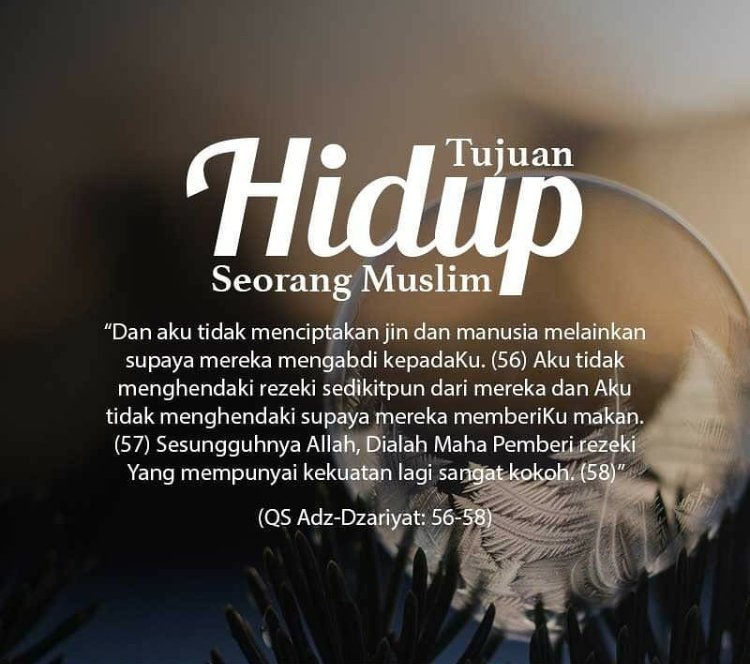 Tujuan
Hidup
Seorang Muslim
“Dan aku tidak menciptakan jin dan manusia melainkan
supaya mereka mengabdi kepadaKu. (56) Aku tidak
menghendaki rezeki sedikitpun dari mereka dan Aku
tidak menghendaki supaya mereka memberiKu makan.
(57) Sesungguhnya Allah, Dialah Maha Pemberi rezeki
Yang mempunyai kekuatan lagi sangat kokoh. (58)”
(QS Adz-Dzariyat: 56-58)